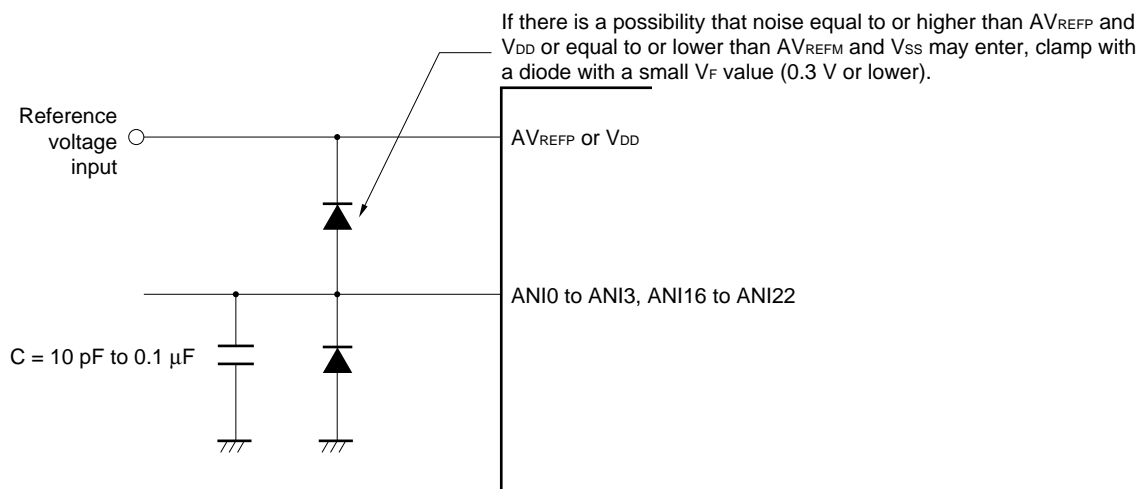 If there is a possibility that noise equal to or higher than AVREFP and
VDD or equal to or lower than AVREFM and VSS may enter, clamp with
a diode with a small VF value (0.3 V or lower).
Reference
voltage
input
AVREFP or VDD
ANI0 to ANI3, ANI16 to ANI22
C = 10 pF to 0.1 μF